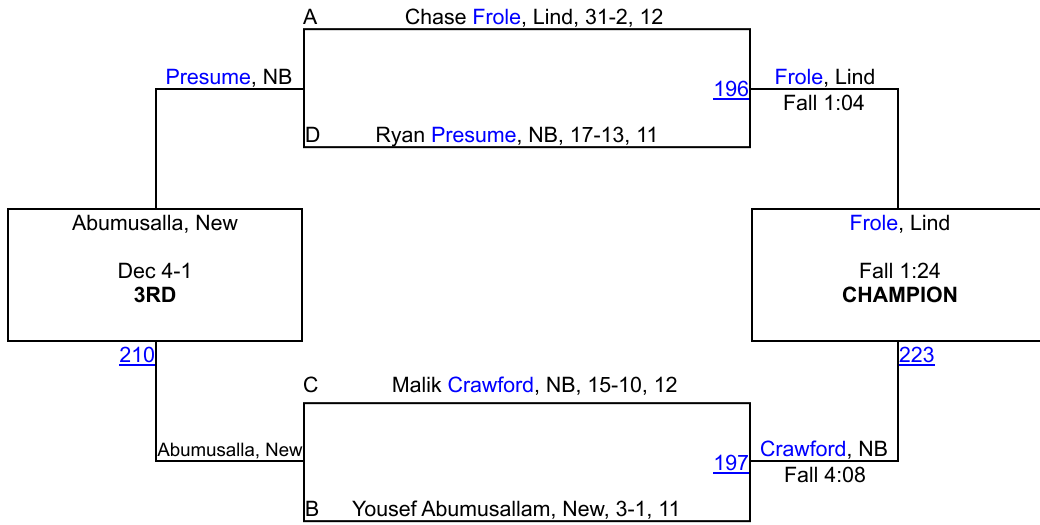 A Chase Frole, Lind, 31-2, 12
Presume, NB
196
Frole, Lind
Fall 1:04
D Ryan Presume, NB, 17-13, 11
Abumusalla, New
Dec 4-1
3RD
Frole, Lind
Fall 1:24
CHAMPION
210
223
C Malik Crawford, NB, 15-10, 12
Abumusalla, New
197
Crawford, NB
Fall 4:08
B Yousef Abumusallam, New, 3-1, 11